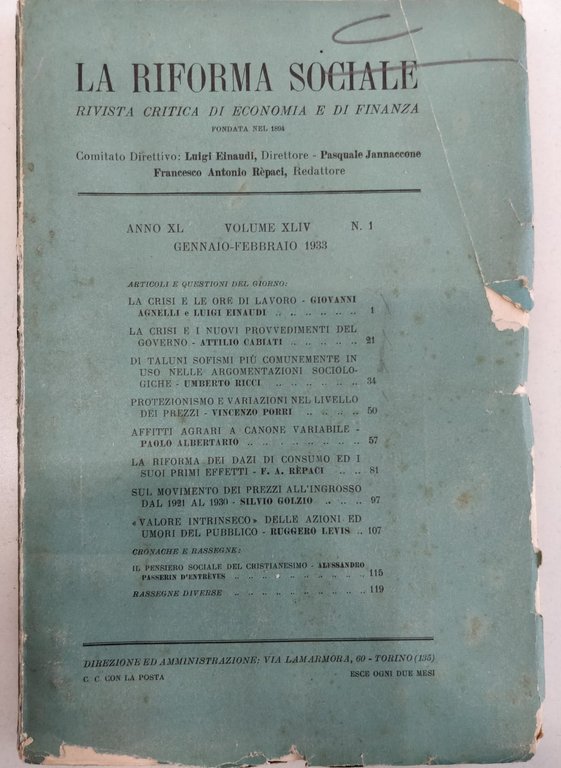 LA RIFORMA SOCIALE
RIVISTA CRITICA DI ECONOMIA E DI FINANZA
FONDATA NEL 1894
Comitato Direttivo: Luigi Einaudi, Direttore - Pasquale Jannaccone
Francesco Antonio Rèpaci, Redattore
ANNO XL VOLUME XLIV N. 1
GENNAIO-FEBBRAIO 1933
ARTICOLI E QUESTIONI DEL GIORNO:
LA CRISI E LE ORE DI LAVORO - GIOVANNI
AGNELLI e LUIGI EINAUDI .. .. .. .. .. .. 1
LA CRISI E I NUOVI PROVVEDIMENTI DEL
GOVERNO - ATTILIO CABIATI .. .. .. .. .. 21
DI TALUNI SOFISMI PIÙ COMUNEMENTE IN
USO NELLE ARGOMENTAZIONI SOCIOLO-
GICHE - UMBERTO RICCI .. .. .. .. .. .. 34
PROTEZIONISMO E VARIAZIONI NEL LIVELLO
DEI PREZZI - VINCENZO PORRI .. .. .. .. 50
AFFITTI AGRARI A CANONE VARIABILE -
PAOLO ALBERTARIO .. .. .. .. .. .. .. 57
LA RIFORMA DEI DAZI DI CONSUMO ED I
SUOI PRIMI EFFETTI - F. A. RÈPACI .. .. 81
SUL MOVIMENTO DEI PREZZI ALL'INGROSSO
DAL 1921 AL 1930 - SILVIO GOLZIO .. .. .. 97
«VALORE INTRINSECO» DELLE AZIONI ED
UMORI DEL PUBBLICO - RUGGERO LEVIS .. 107
CRONACHE E RASSEGNE:
IL PENSIERO SOCIALE DEL CRISTIANESIMO - ALESSANDRO
PASSERIN D'ENTRÈVES .. .. .. .. .. .. .. .. .. 115
RASSEGNE DIVERSE .. .. .. .. .. .. .. .. .. .. 119
DIREZIONE ED AMMINISTRAZIONE: VIA LAMARMORA, 60 - TORINO (135)
C. C. CON LA POSTA ESCE OGNI DUE MESI